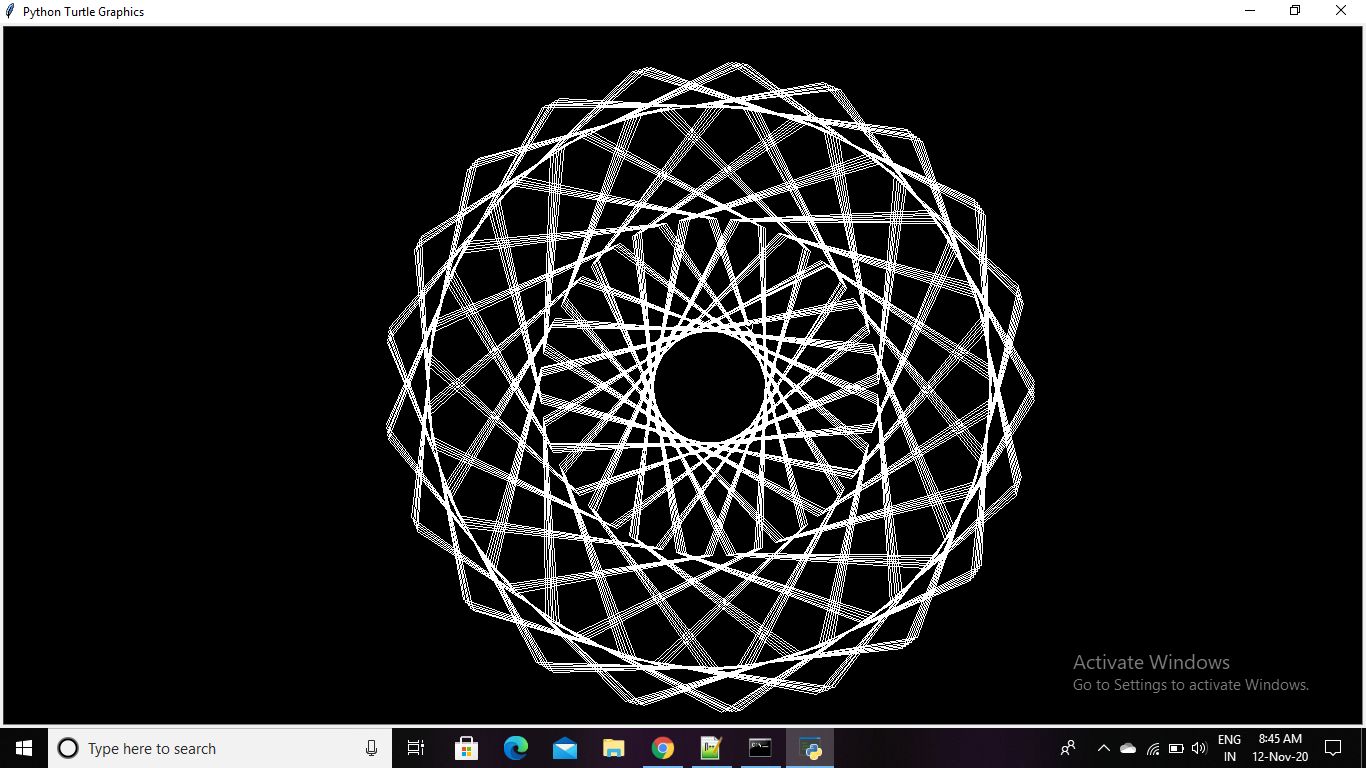 Python Turtle Graphics
Activate Windows
Go to Settings to activate Windows.
Type here to search
ENG
IN
8:45 AM
12-Nov-20